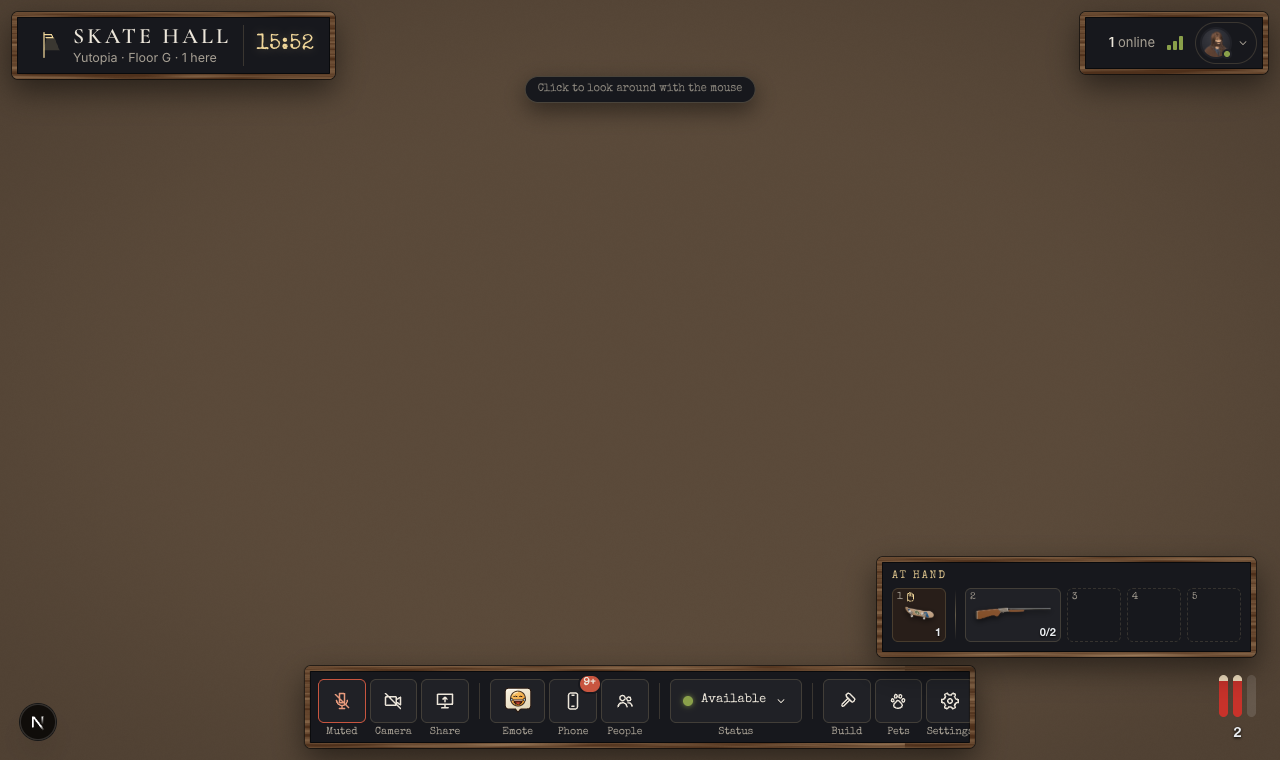 SKATE HALL
Yutopia · Floor G · 1 here
15:52
1 online
Click to look around with the mouse
AT HAND
1
1
2
0/2
3
4
5
9+
Available
Muted
Camera
Share
Emote
Phone
People
Status
Build
Pets
Settings
N
2